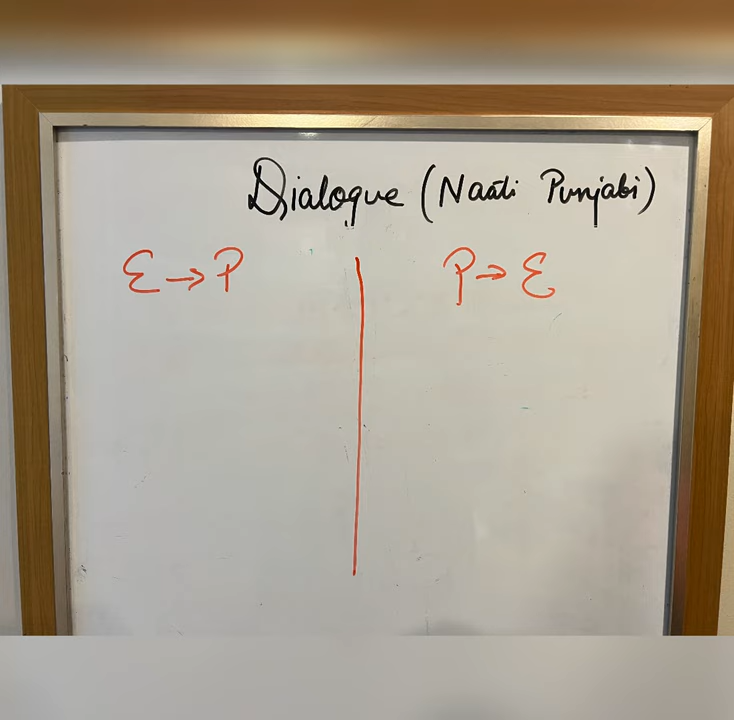 Dialogue (Naati Punjabi)
E → P
P → E